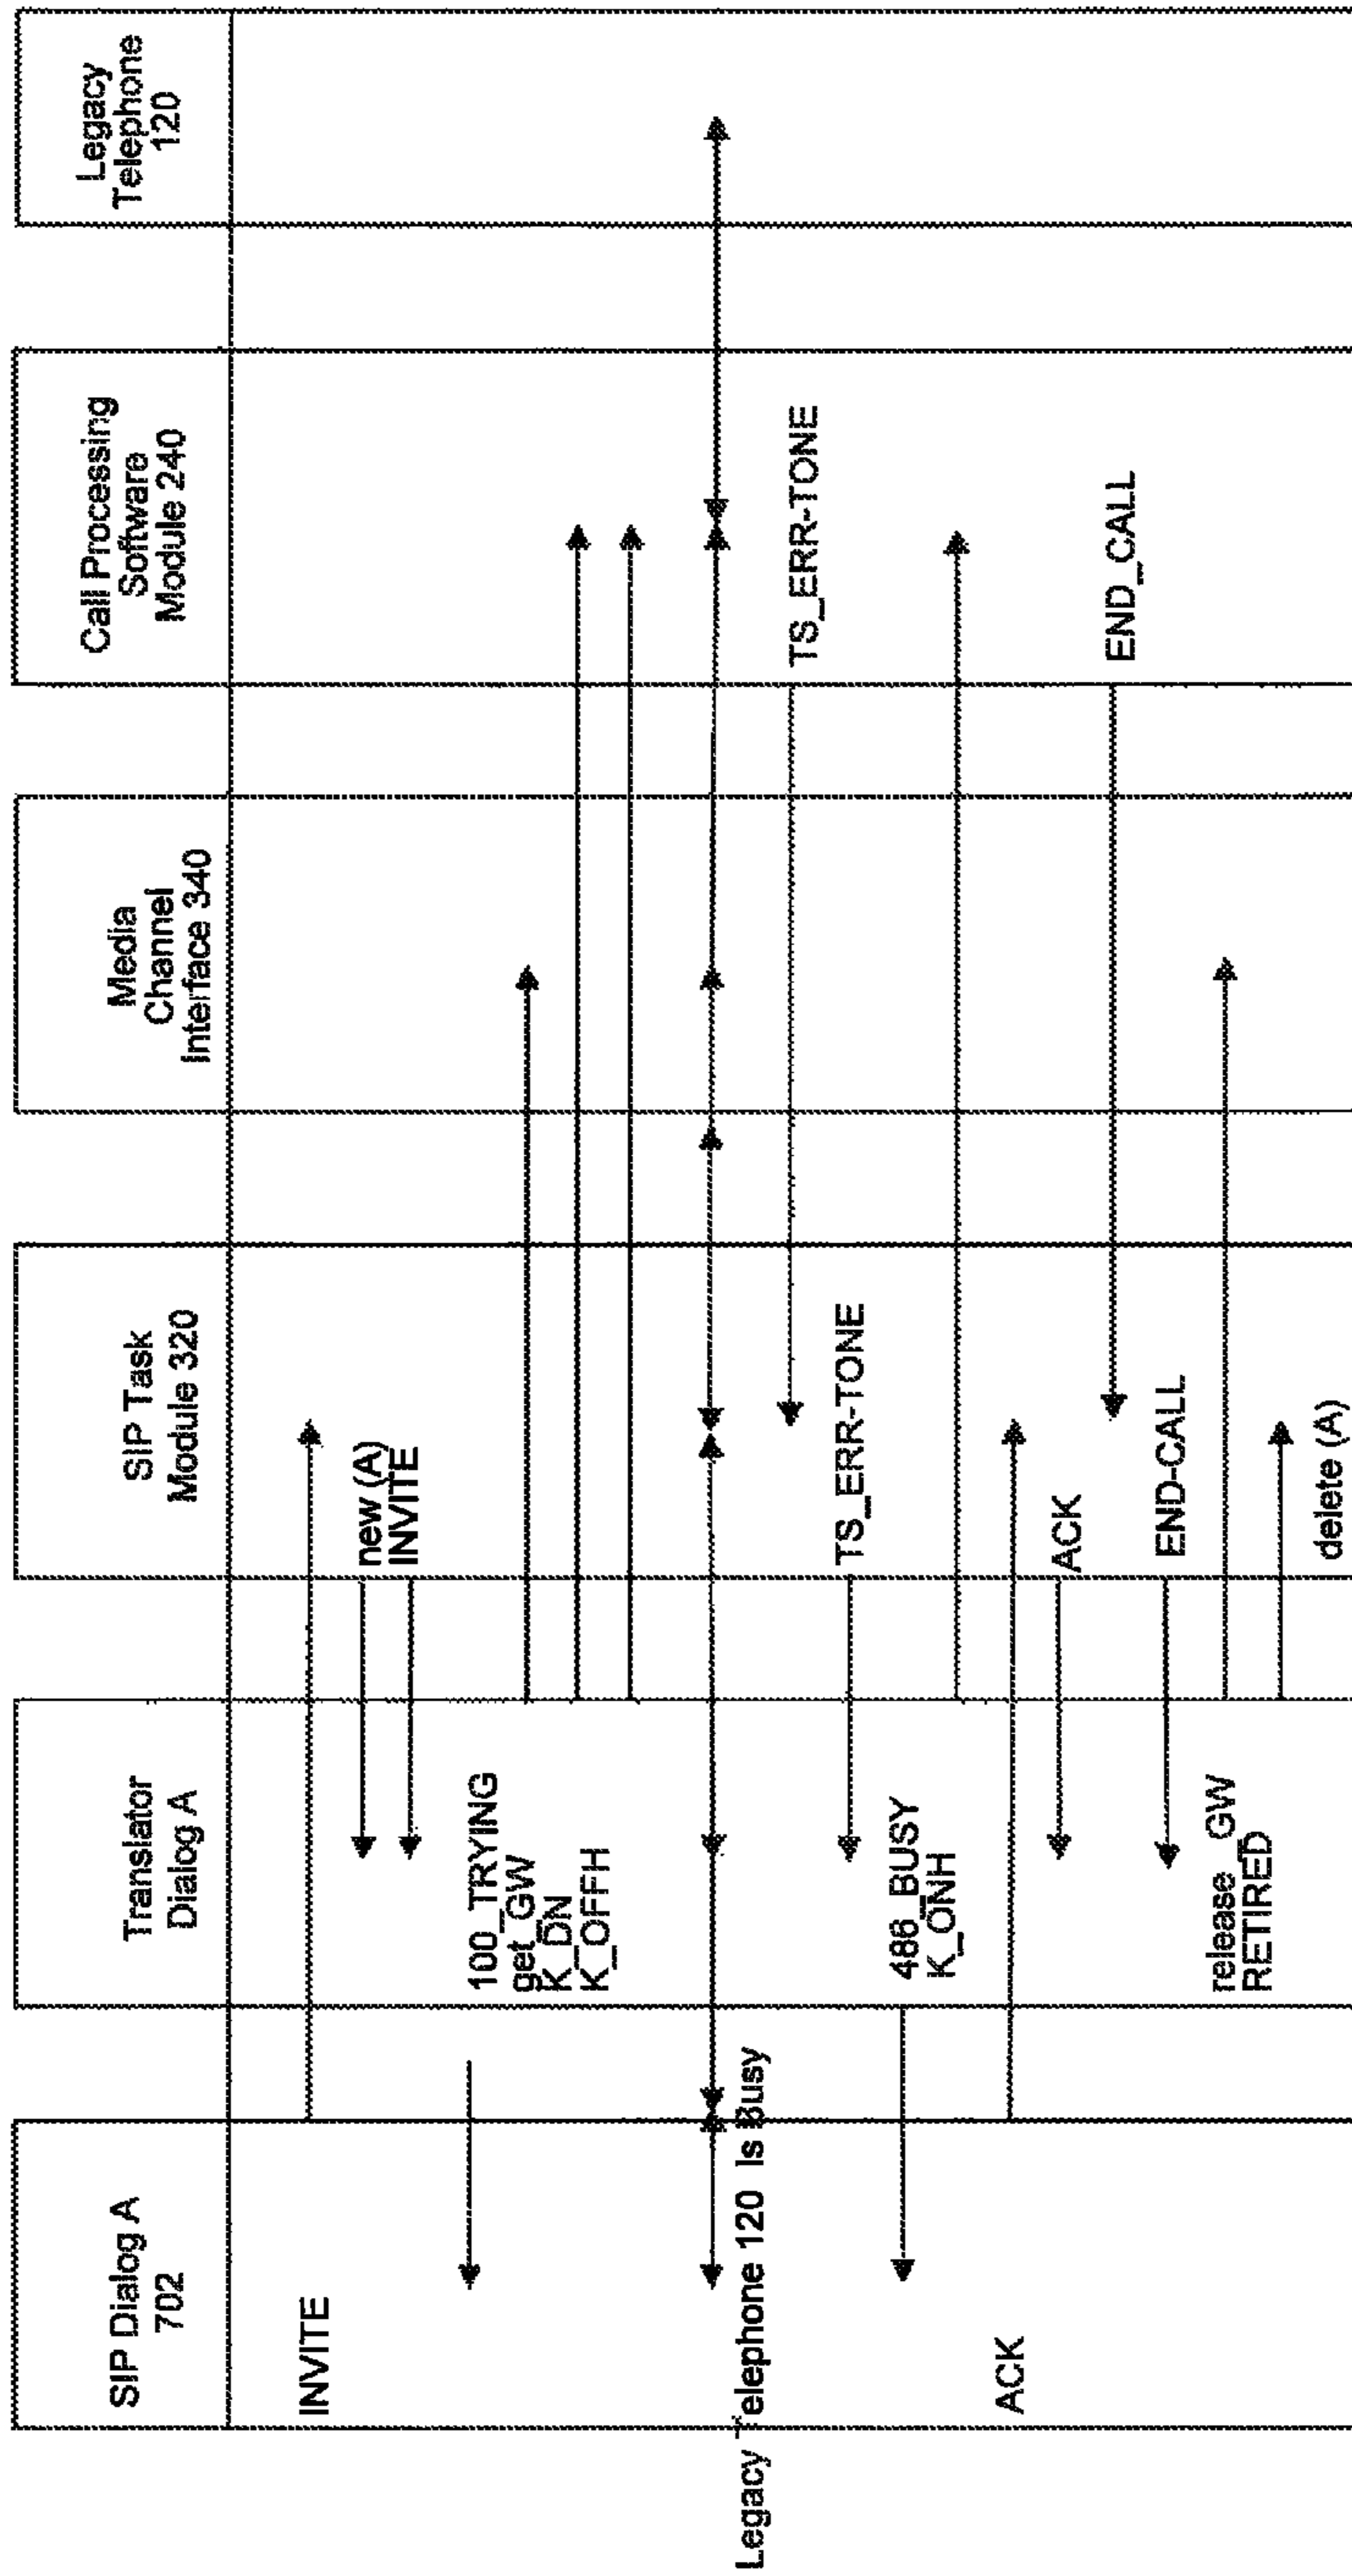 SIP Dialog A
702
Translator
Dialog A
SIP Task
Module 320
Media
Channel
Interface 340
Call Processing
Software
Module 240
Legacy
Telephone
120
INVITE
new (A)
INVITE
100_TRYING
get_GW
K_DN
K_OFFH
Legacy Telephone 120 Is Busy
TS_ERR-TONE
TS_ERR-TONE
486_BUSY
K_ONH
ACK
ACK
END_CALL
END-CALL
release_GW
RETIRED
delete (A)